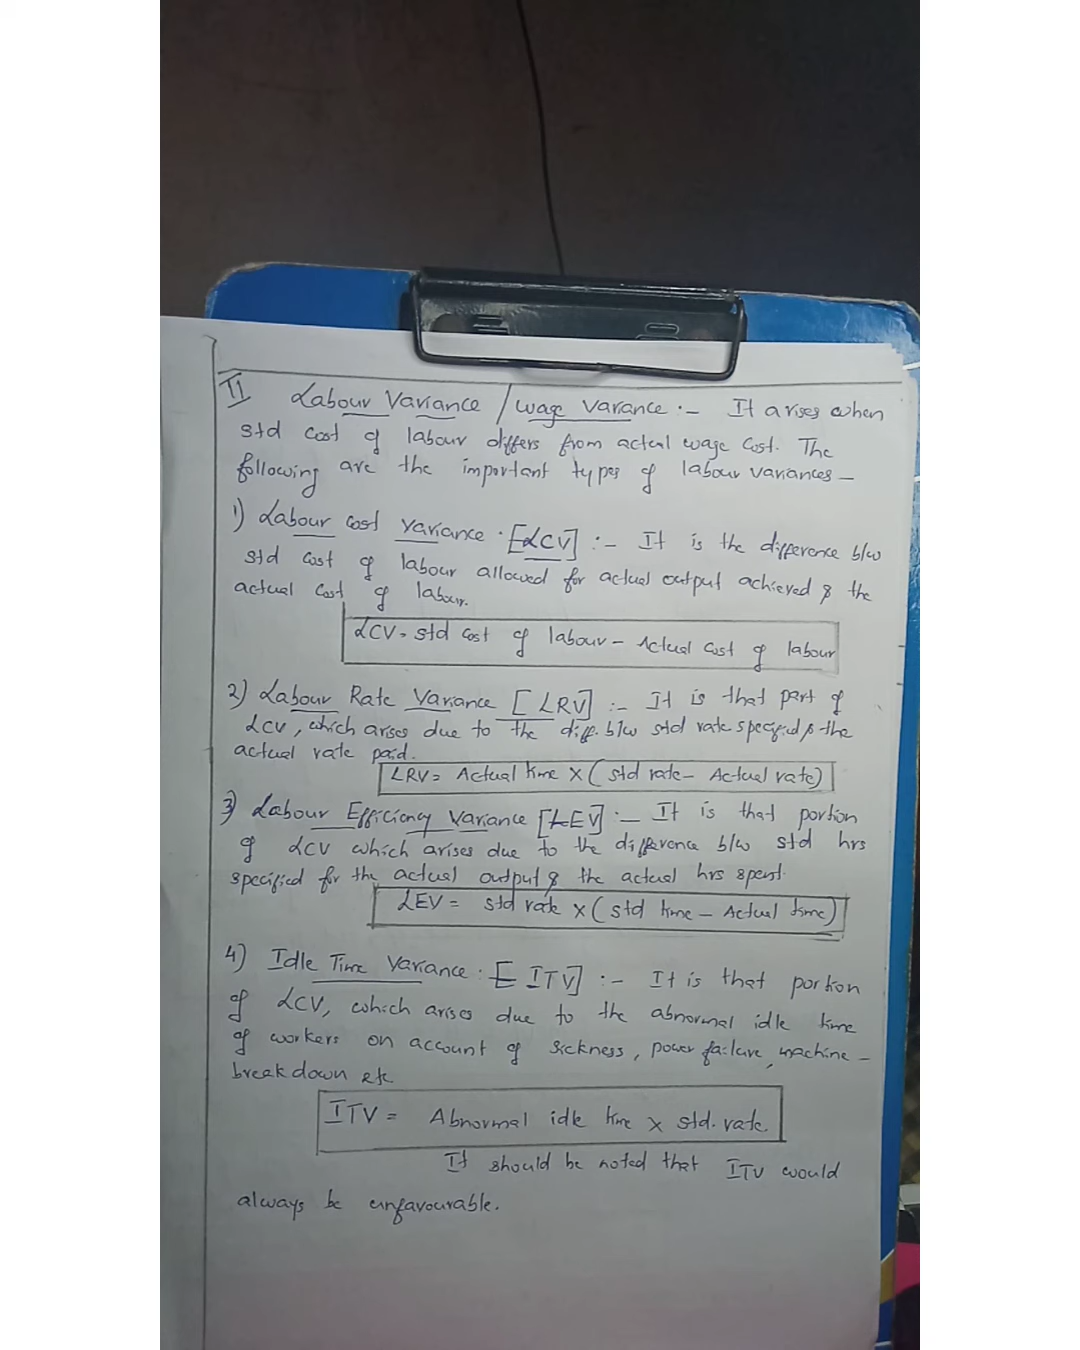 II Labour Variance / Wage Varance :- It arises when
std cost of labour differs from actual wage cost. The
following are the important types of labour variances -
1) Labour cost variance. [LCV] :- It is the difference b/w
std cost of labour allowed for actual output achieved & the
actual cost of labour.
LCV = std cost of labour - Actual cost of labour
2) Labour Rate Variance [LRV] :- It is that part of
LCV, which arises due to the diff. b/w std rate specified & the
actual rate paid.
LRV = Actual time x (std rate - Actual rate)
3) Labour Efficiency Variance [LEV] :- It is that portion
of LCV which arises due to the difference b/w std hrs
specified for the actual output & the actual hrs spent.
LEV = std rate x (std time - Actual time)
4) Idle Time Variance. [ITV] :- It is that portion
of LCV, which arises due to the abnormal idle time
of workers on account of sickness, power failure, machine -
breakdown etc
ITV = Abnormal idle time x std. rate.
It should be noted that ITV would
always be unfavourable.